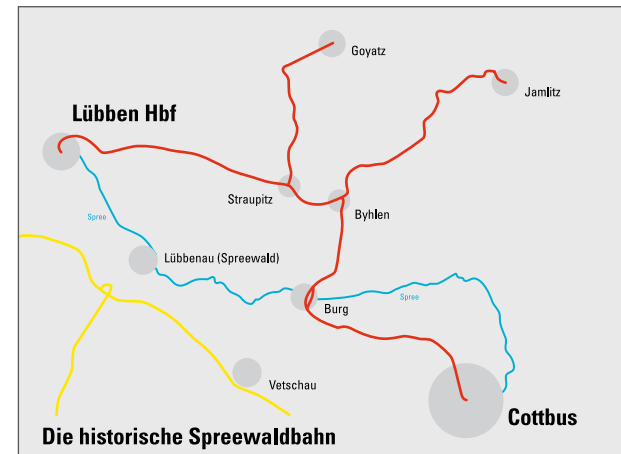 Goyatz
Jamlitz
Lübben Hbf
Straupitz
Byhlen
Spree
Lübbenau (Spreewald)
Spree
Burg
Vetschau
Cottbus
Die historische Spreewaldbahn